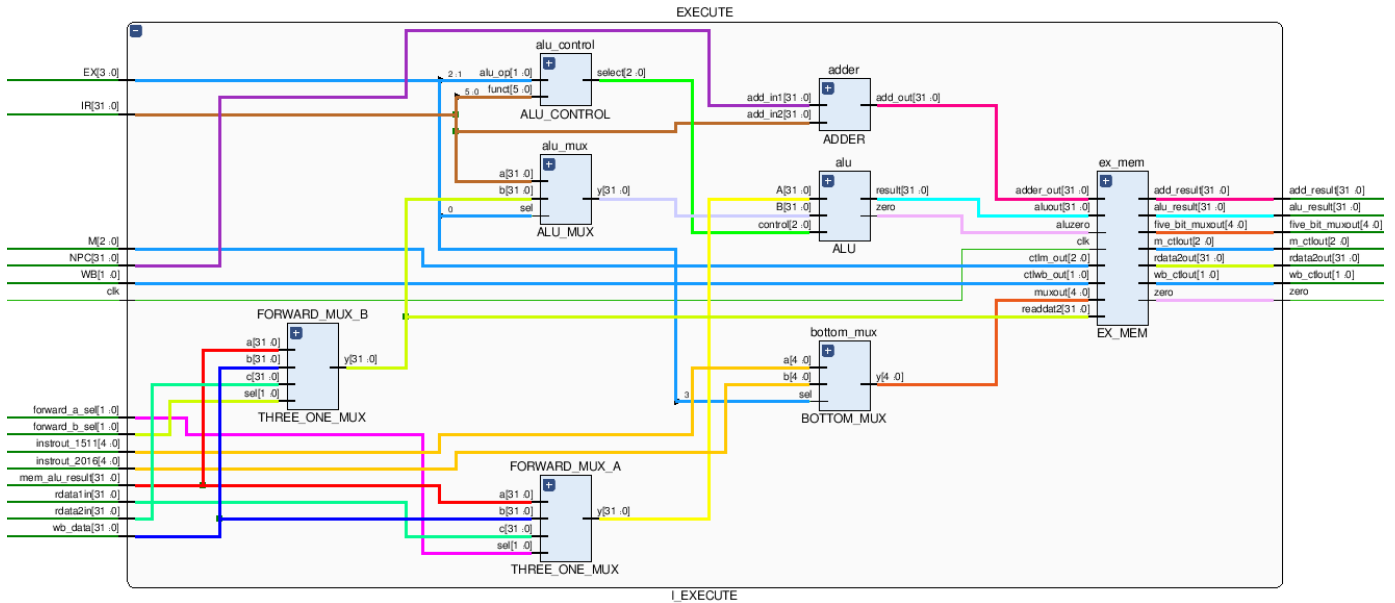 EXECUTE
EX[3:0]
IR[31:0]
M[2:0]
NPC[31:0]
WB[1:0]
clk
forward_a_sel[1:0]
forward_b_sel[1:0]
instrout_1511[4:0]
instrout_2016[4:0]
mem_alu_result[31:0]
rdata1in[31:0]
rdata2in[31:0]
wb_data[31:0]
alu_control
2:1
alu_op[1:0]
select[2:0]
5:0
funct[5:0]
ALU_CONTROL
alu_mux
a[31:0]
b[31:0]
y[31:0]
0
sel
ALU_MUX
FORWARD_MUX_B
a[31:0]
b[31:0]
y[31:0]
c[31:0]
sel[1:0]
THREE_ONE_MUX
FORWARD_MUX_A
a[31:0]
b[31:0]
y[31:0]
c[31:0]
sel[1:0]
THREE_ONE_MUX
adder
add_in1[31:0]
add_out[31:0]
add_in2[31:0]
ADDER
alu
A[31:0]
result[31:0]
B[31:0]
zero
control[2:0]
ALU
bottom_mux
a[4:0]
b[4:0]
y[4:0]
3
sel
BOTTOM_MUX
ex_mem
adder_out[31:0]
add_result[31:0]
aluout[31:0]
alu_result[31:0]
aluzero
five_bit_muxout[4:0]
clk
m_ctlout[2:0]
ctlm_out[2:0]
rdata2out[31:0]
ctlwb_out[1:0]
wb_ctlout[1:0]
muxout[4:0]
zero
readdat2[31:0]
EX_MEM
add_result[31:0]
alu_result[31:0]
five_bit_muxout[4:0]
m_ctlout[2:0]
rdata2out[31:0]
wb_ctlout[1:0]
zero
I_EXECUTE